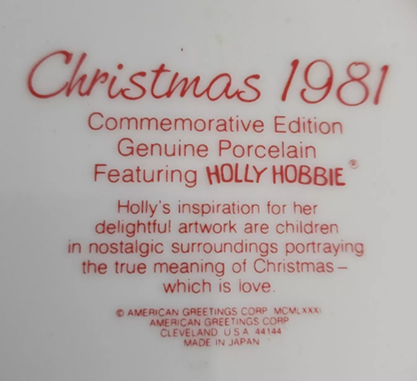 Christmas 1981
Commemorative Edition
Genuine Porcelain
Featuring HOLLY HOBBIE®
Holly's inspiration for her
delightful artwork are children
in nostalgic surroundings portraying
the true meaning of Christmas –
which is love.
© AMERICAN GREETINGS CORP. MCMLXXXI
AMERICAN GREETINGS CORP.
CLEVELAND, U.S.A. 44144
MADE IN JAPAN